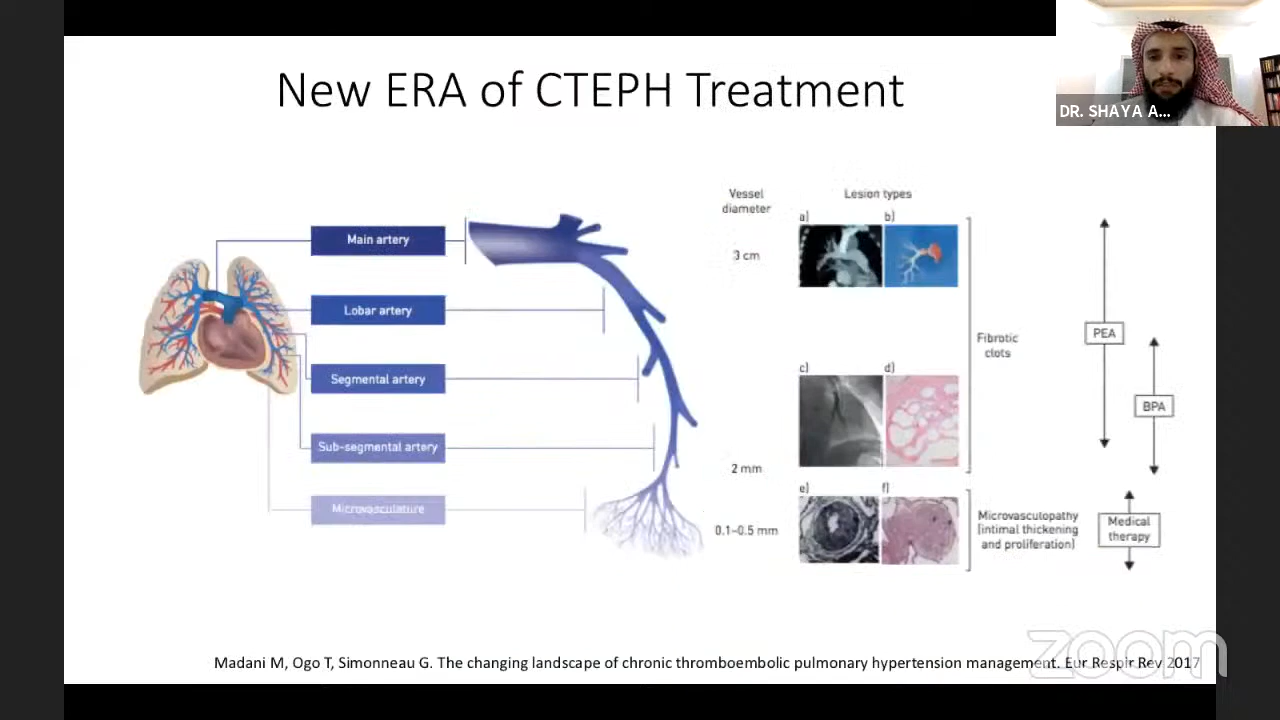 New ERA of CTEPH Treatment
DR. SHAYA A...
Main artery
Lobar artery
Segmental artery
Sub-segmental artery
Microvasculature
Vessel
diameter
3 cm
2 mm
0.1–0.5 mm
Lesion types
a)
b)
c)
d)
e)
f)
Fibrotic
clots
Microvasculopathy
(intimal thickening
and proliferation)
PEA
BPA
Medical
therapy
Madani M, Ogo T, Simonneau G. The changing landscape of chronic thromboembolic pulmonary hypertension management. Eur Respir Rev 2017
zoom